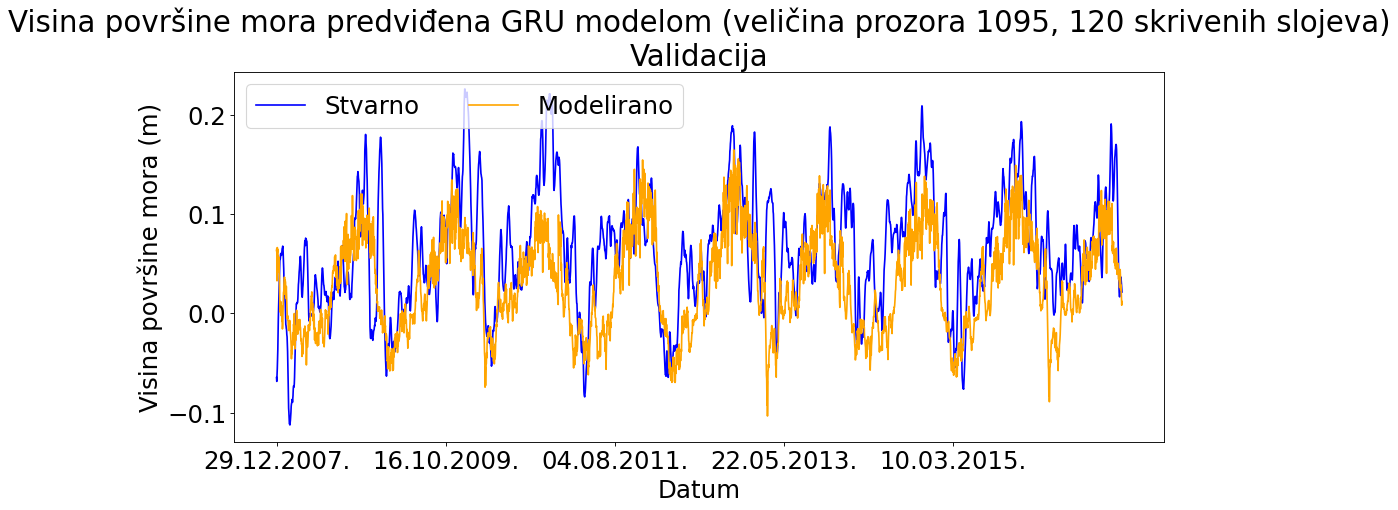 Visina površine mora predviđena GRU modelom (veličina prozora 1095, 120 skrivenih slojeva)
Validacija
Stvarno
Modelirano
Visina površine mora (m)
0.2
0.1
0.0
−0.1
29.12.2007.
16.10.2009.
04.08.2011.
22.05.2013.
10.03.2015.
Datum